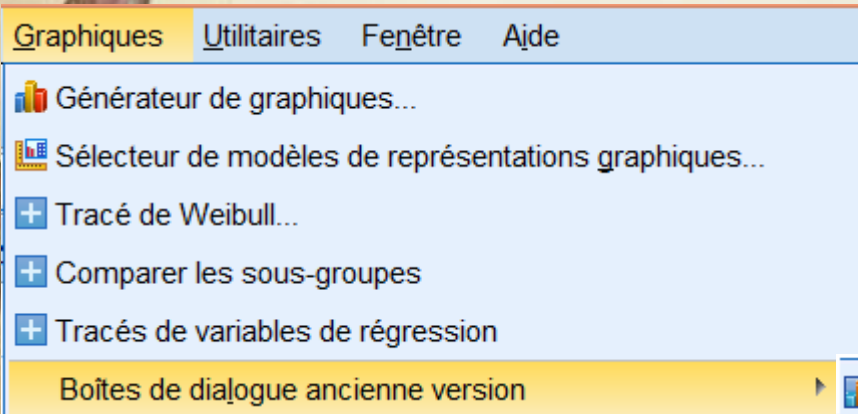 Graphiques Utilitaires Fenêtre Aide
Générateur de graphiques...
Sélecteur de modèles de représentations graphiques...
Tracé de Weibull...
Comparer les sous-groupes
Tracés de variables de régression
Boîtes de dialogue ancienne version